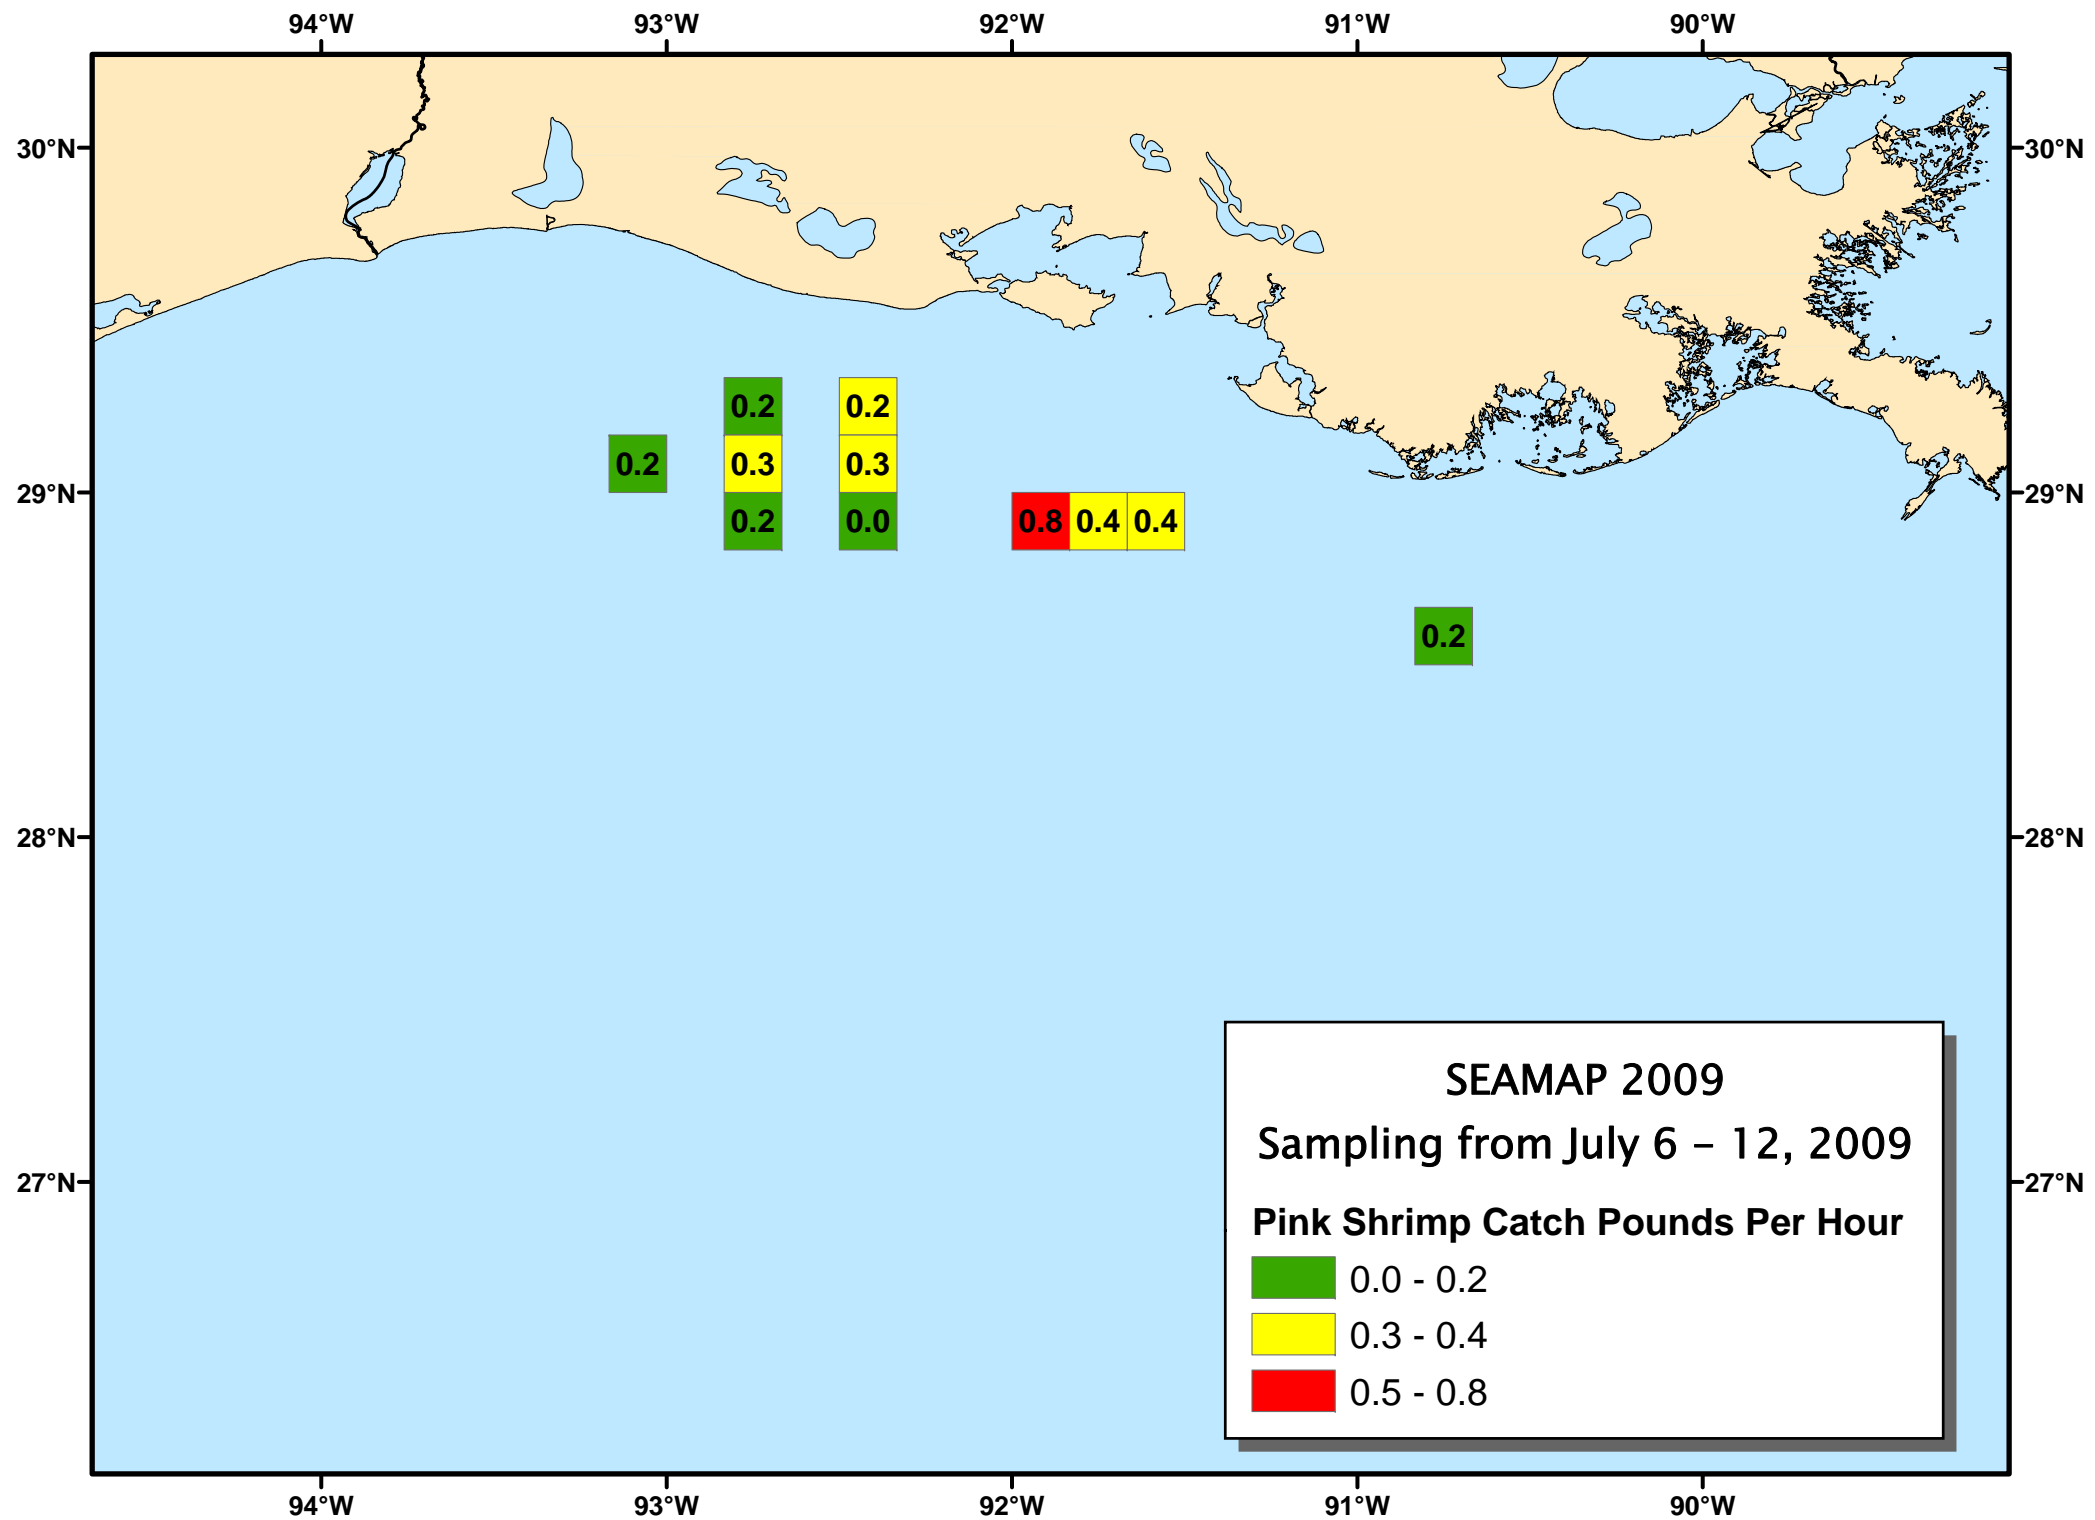 94°W 93°W 92°W 91°W 90°W
30°N 30°N
0.2 0.2
0.2 0.3 0.3
29°N 29°N
0.2 0.0 0.8 0.4 0.4
0.2
28°N 28°N
SEAMAP 2009
Sampling from July 6 – 12, 2009
27°N 27°N
Pink Shrimp Catch Pounds Per Hour
0.0 - 0.2
0.3 - 0.4
0.5 - 0.8
94°W 93°W 92°W 91°W 90°W